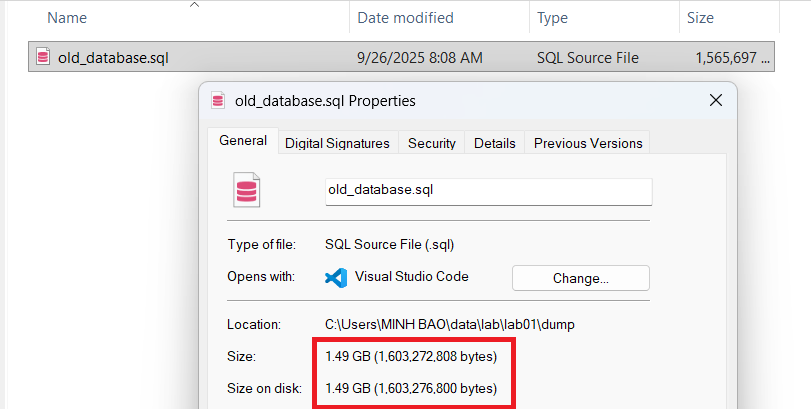 Name Date modified Type Size
old_database.sql 9/26/2025 8:08 AM SQL Source File 1,565,697 ...
old_database.sql Properties
General Digital Signatures Security Details Previous Versions
old_database.sql
Type of file: SQL Source File (.sql)
Opens with: Visual Studio Code Change...
Location: C:\Users\MINH BAO\data\lab\lab01\dump
Size: 1.49 GB (1,603,272,808 bytes)
Size on disk: 1.49 GB (1,603,276,800 bytes)